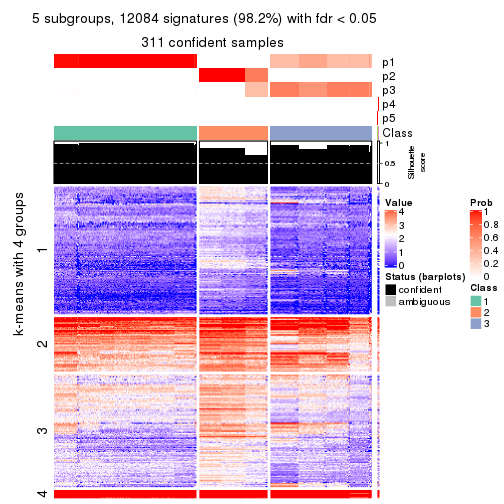 5 subgroups, 12084 signatures (98.2%) with fdr < 0.05
311 confident samples
p1
p2
p3
p4
p5
Class
1
0.5
0
Silhouette
score
k-means with 4 groups
1
2
3
4
Value
4
3
2
1
0
Status (barplots)
confident
ambiguous
Prob
1
0.8
0.6
0.4
0.2
0
Class
1
2
3